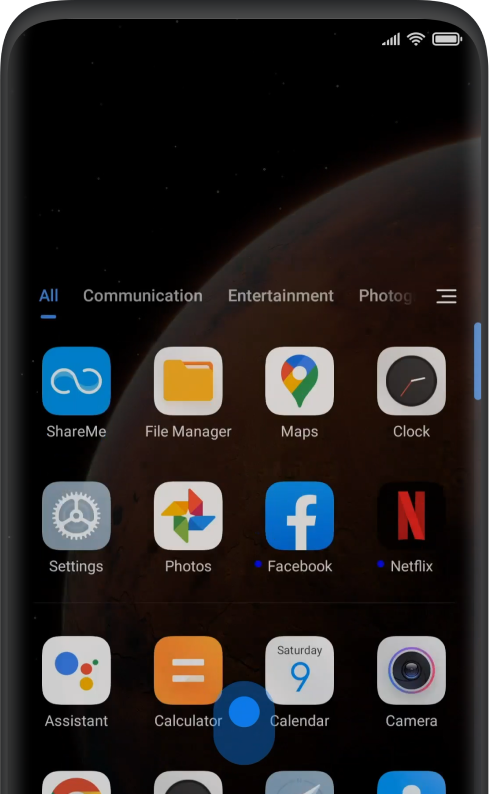 All Communication Entertainment Photog
ShareMe File Manager Maps Clock
Settings Photos Facebook Netflix
Saturday
9
Assistant Calculator Calendar Camera